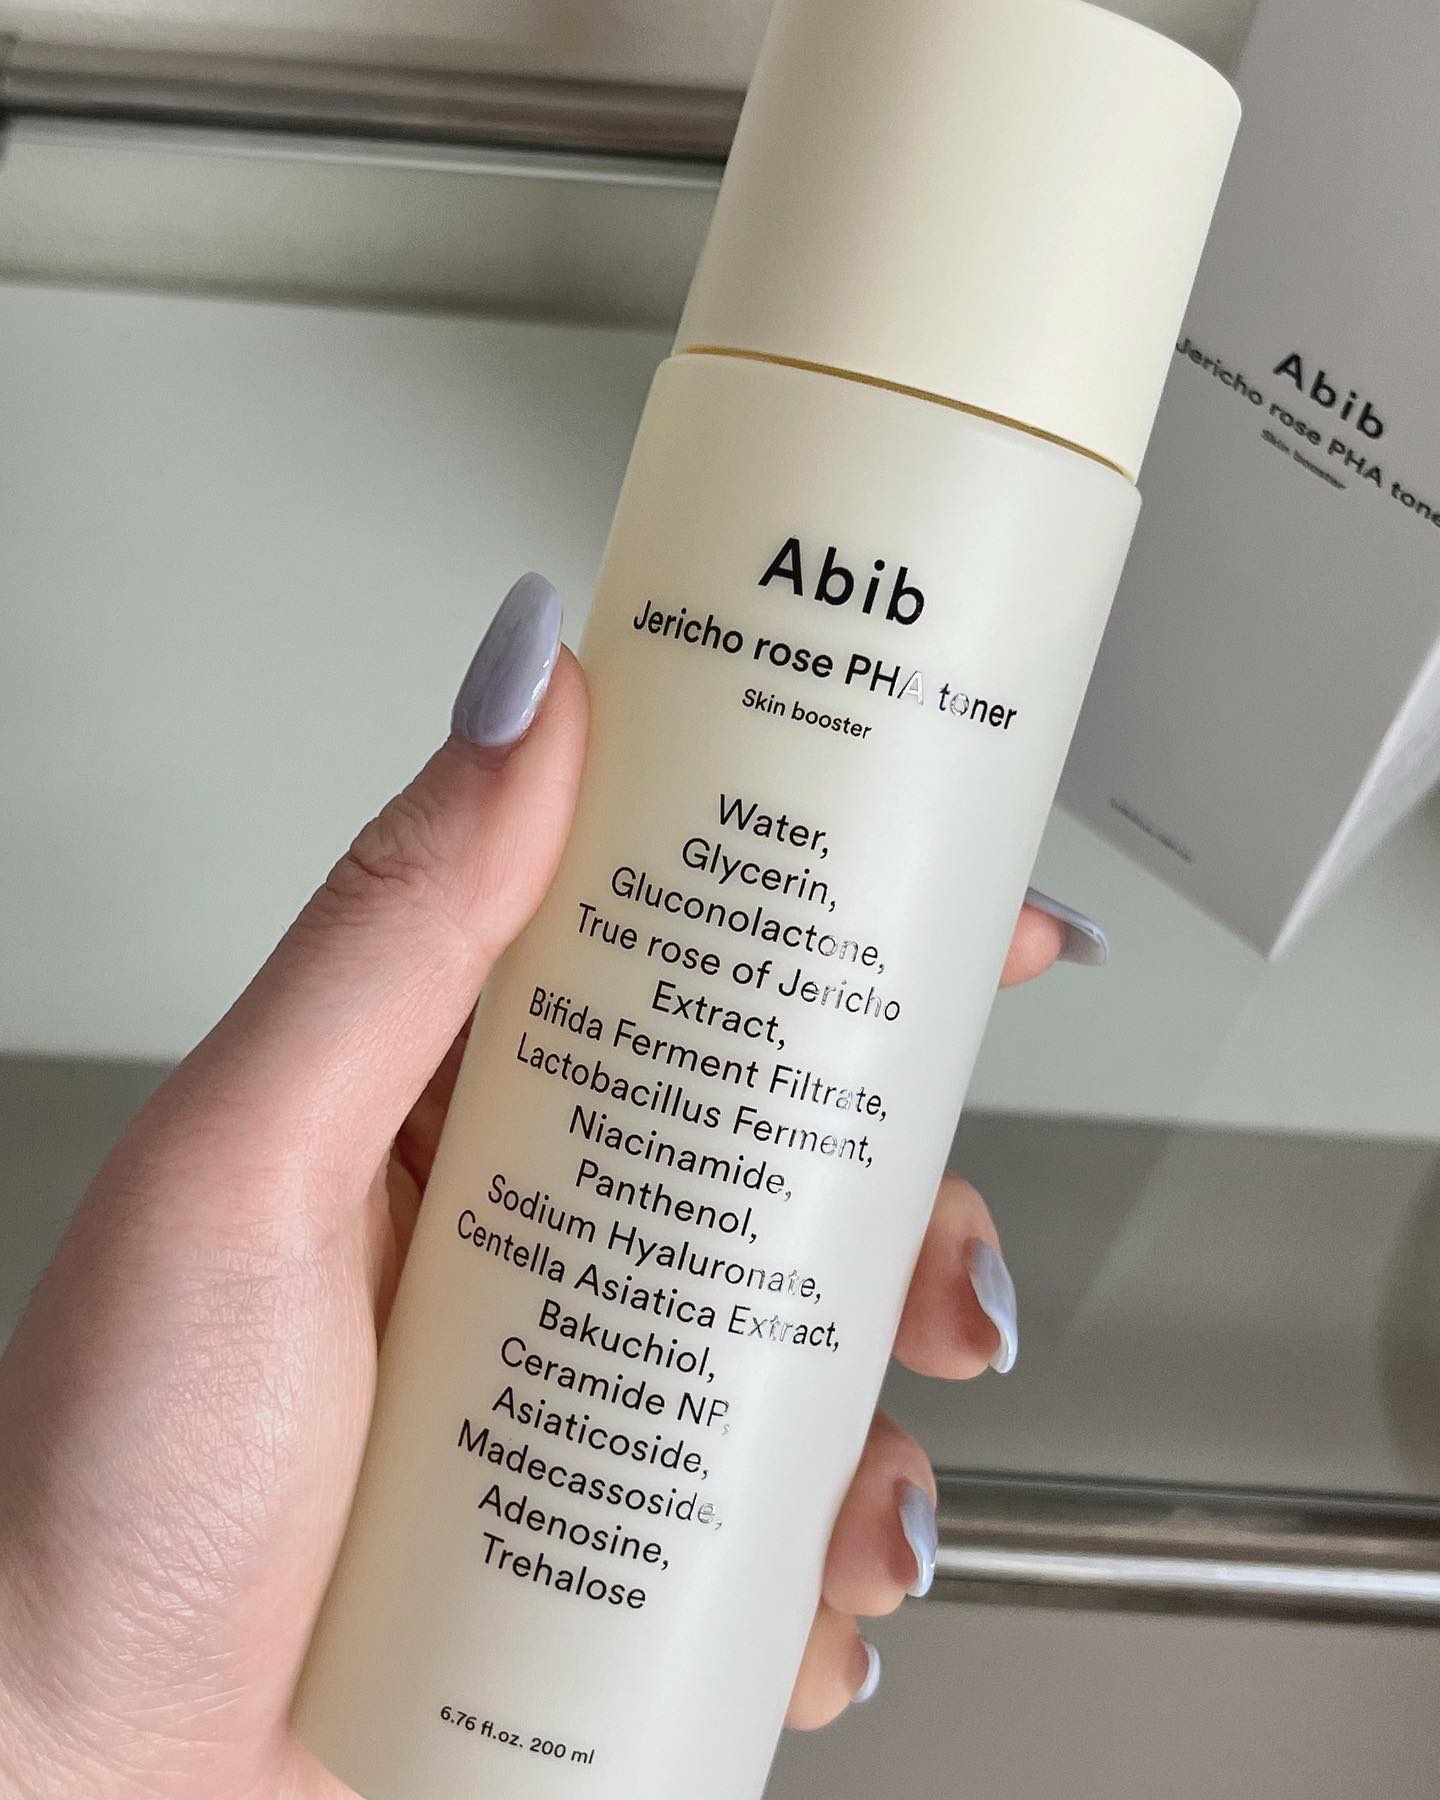 Abib
Jericho rose PHA toner
Skin booster
Water,
Glycerin,
Gluconolactone,
True rose of Jericho
Extract,
Bifida Ferment Filtrate,
Lactobacillus Ferment,
Niacinamide,
Panthenol,
Sodium Hyaluronate,
Centella Asiatica Extract,
Bakuchiol,
Ceramide NP,
Asiaticoside,
Madecassoside,
Adenosine,
Trehalose
6.76 fl.oz. 200 ml
Abib
Jericho rose PHA tone
Skin booster